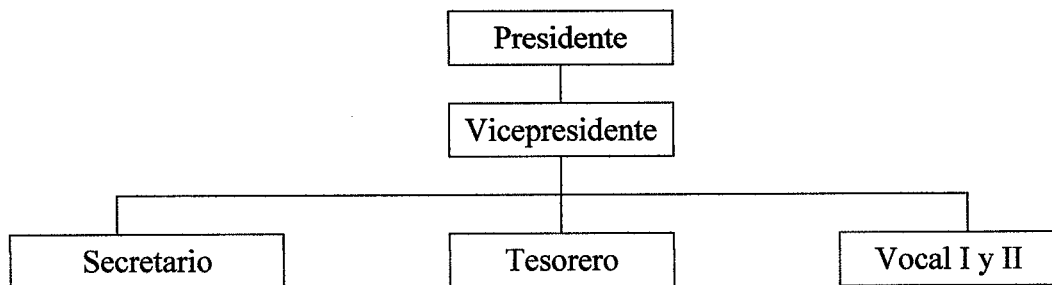 Presidente
Vicepresidente
Secretario
Tesorero
Vocal I y II